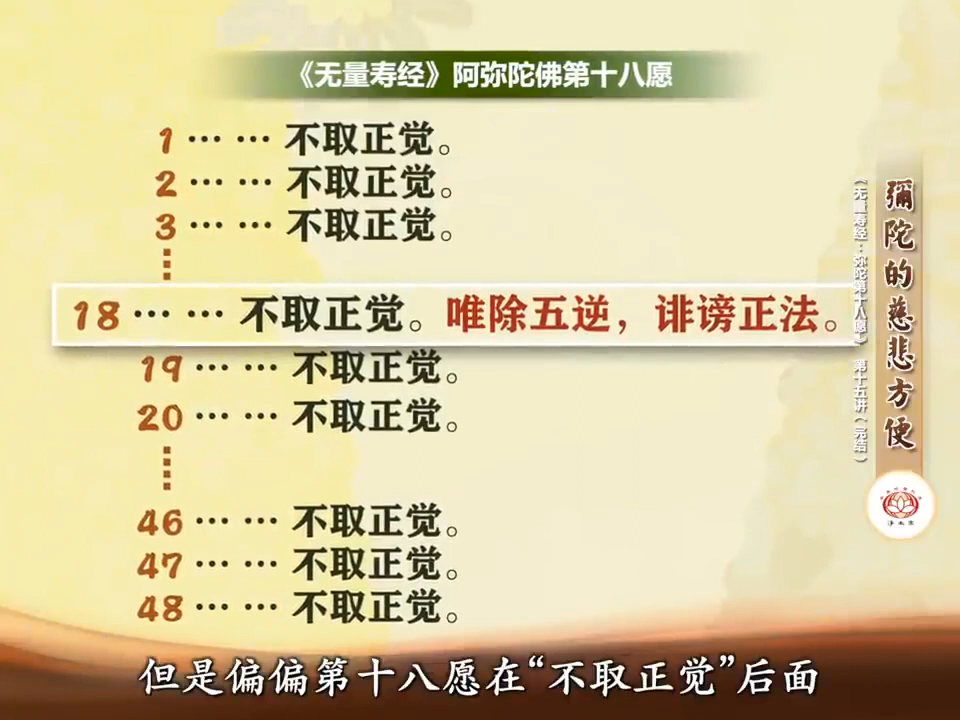 《无量寿经》阿弥陀佛第十八愿
1 … … 不取正觉。
2 … … 不取正觉。
3 … … 不取正觉。
18 … … 不取正觉。唯除五逆，诽谤正法。
19 … … 不取正觉。
20 … … 不取正觉。
46 … … 不取正觉。
47 … … 不取正觉。
48 … … 不取正觉。
彌陀的慈悲方便
《无量寿经：弥陀第十八愿》 第十五讲（完结）
净土宗
但是偏偏第十八愿在“不取正觉”后面